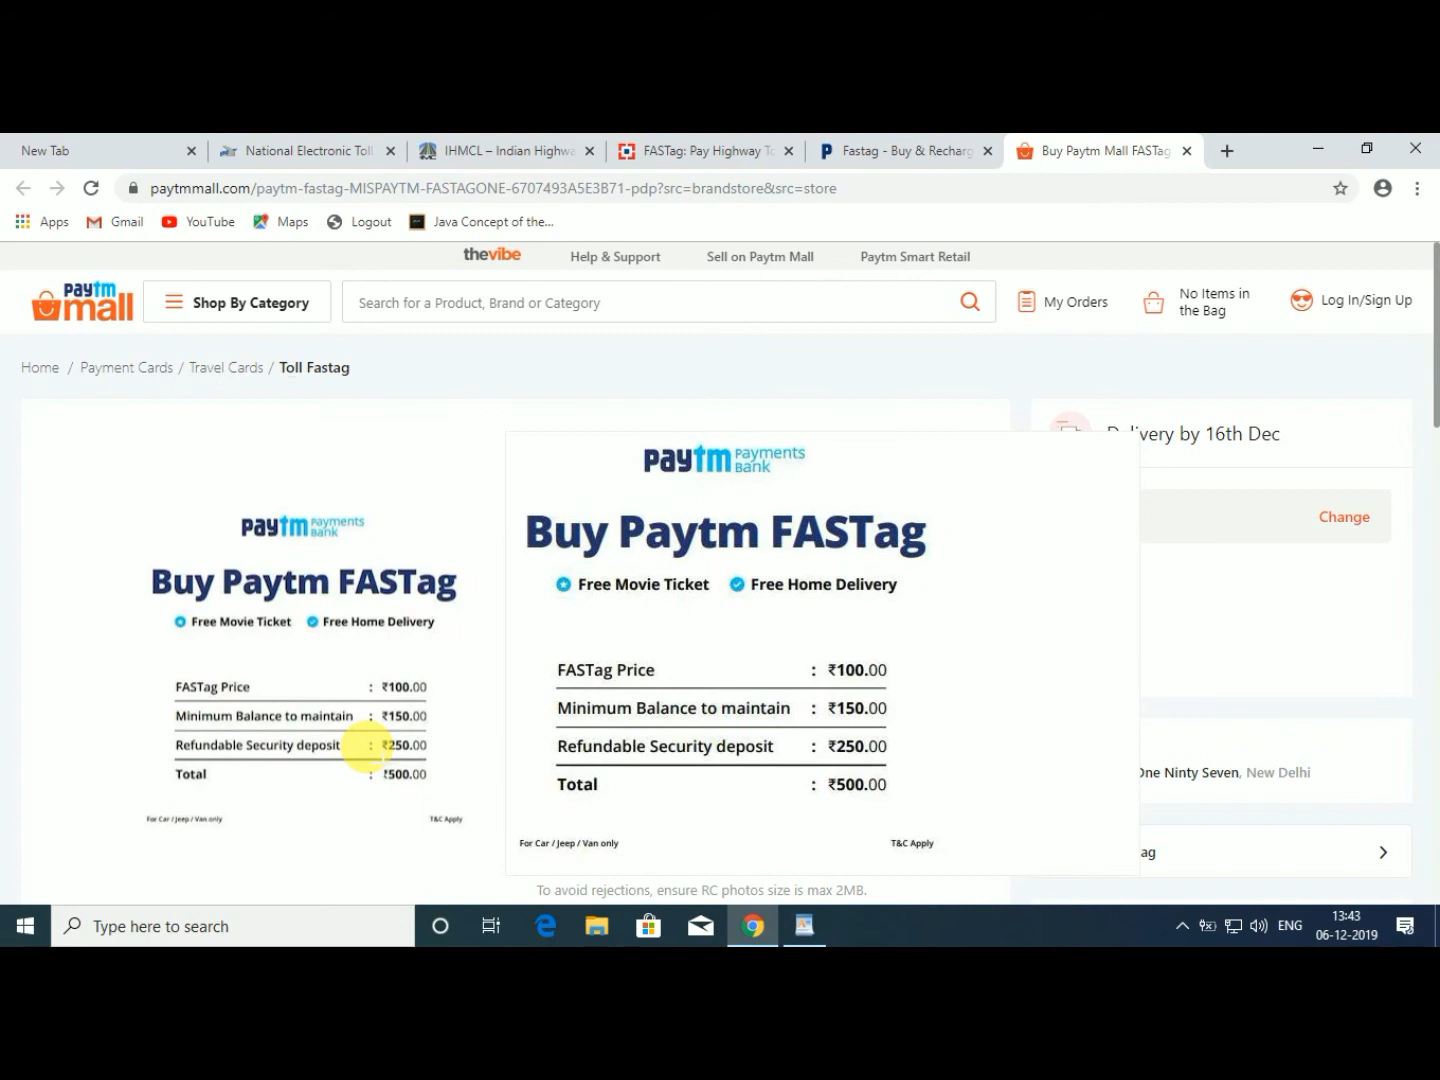 New Tab
National Electronic Toll
IHMCL – Indian Highwa
FASTag: Pay Highway To
Fastag - Buy & Recharg
Buy Paytm Mall FASTag
paytmmall.com/paytm-fastag-MISPAYTM-FASTAGONE-6707493A5E3B71-pdp?src=brandstore&src=store
Apps
Gmail
YouTube
Maps
Logout
Java Concept of the...
thevibe
Help & Support
Sell on Paytm Mall
Paytm Smart Retail
paytm mall
Shop By Category
Search for a Product, Brand or Category
My Orders
No Items in
the Bag
Log In/Sign Up
Home / Payment Cards / Travel Cards / Toll Fastag
paytm payments
Bank
Buy Paytm FASTag
Free Movie Ticket Free Home Delivery
FASTag Price : ₹100.00
Minimum Balance to maintain : ₹150.00
Refundable Security deposit : ₹250.00
Total : ₹500.00
For Car / Jeep / Van only T&C Apply
paytm payments
Bank
Buy Paytm FASTag
Free Movie Ticket Free Home Delivery
FASTag Price : ₹100.00
Minimum Balance to maintain : ₹150.00
Refundable Security deposit : ₹250.00
Total : ₹500.00
For Car / Jeep / Van only T&C Apply
To avoid rejections, ensure RC photos size is max 2MB.
Delivery by 16th Dec
Change
One Ninty Seven, New Delhi
ag
Type here to search
ENG
13:43
06-12-2019